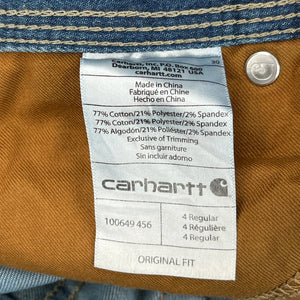 Carhartt, Inc. P.O. Box 600
30
Dearborn, MI 48121 USA
carhartt.com
Made in China
Fabriqué en Chine
Hecho en China
77% Cotton/21% Polyester/2% Spandex
77% Coton/21% Polyester/2% Spandex
77% Algodón/21% Poliéster/2% Spandex
Exclusive of Trimming
Sans garniture
Sin incluir adorno
carhartt
100649 456
4 Regular
4 Régulière
4 Regular
ORIGINAL FIT